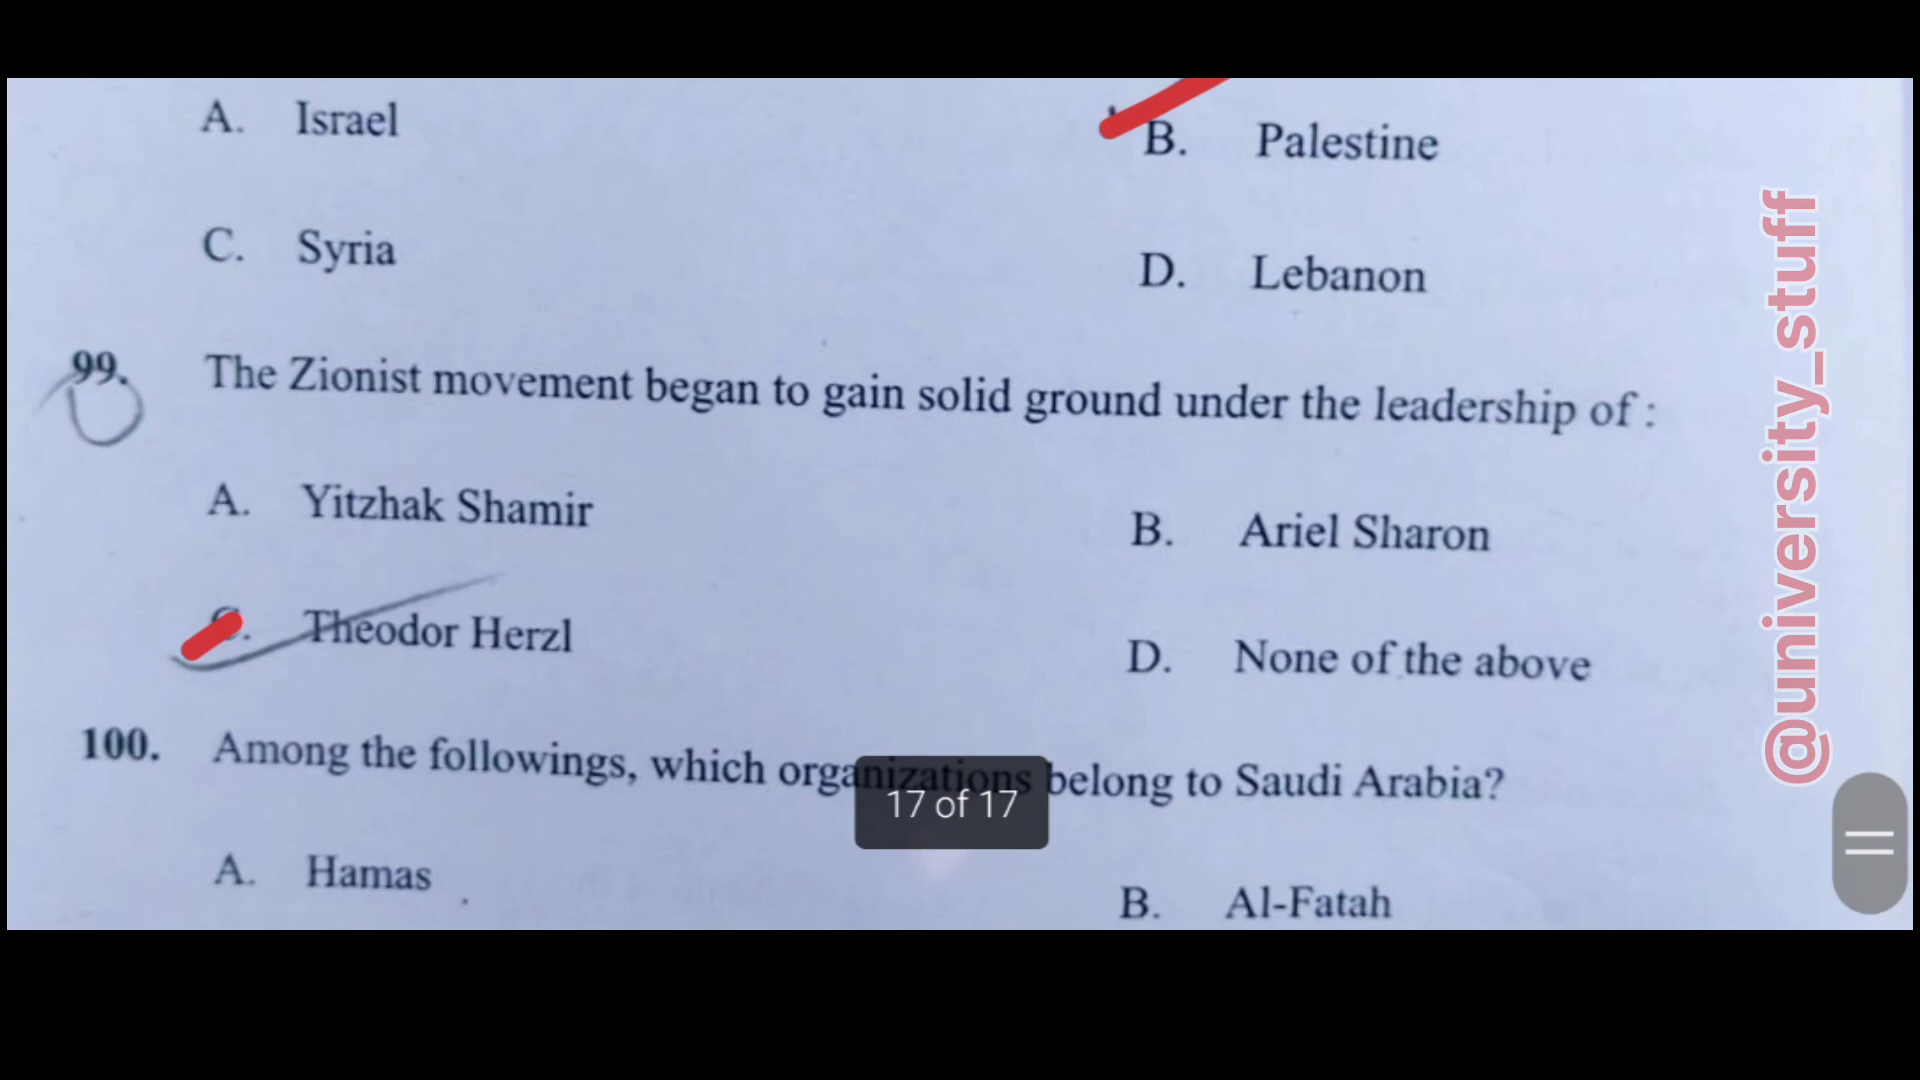 A. Israel
B. Palestine
C. Syria
D. Lebanon
99. The Zionist movement began to gain solid ground under the leadership of :
A. Yitzhak Shamir
B. Ariel Sharon
C. Theodor Herzl
D. None of the above
100. Among the followings, which organizations belong to Saudi Arabia?
17 of 17
A. Hamas
B. Al-Fatah
@university_stuff